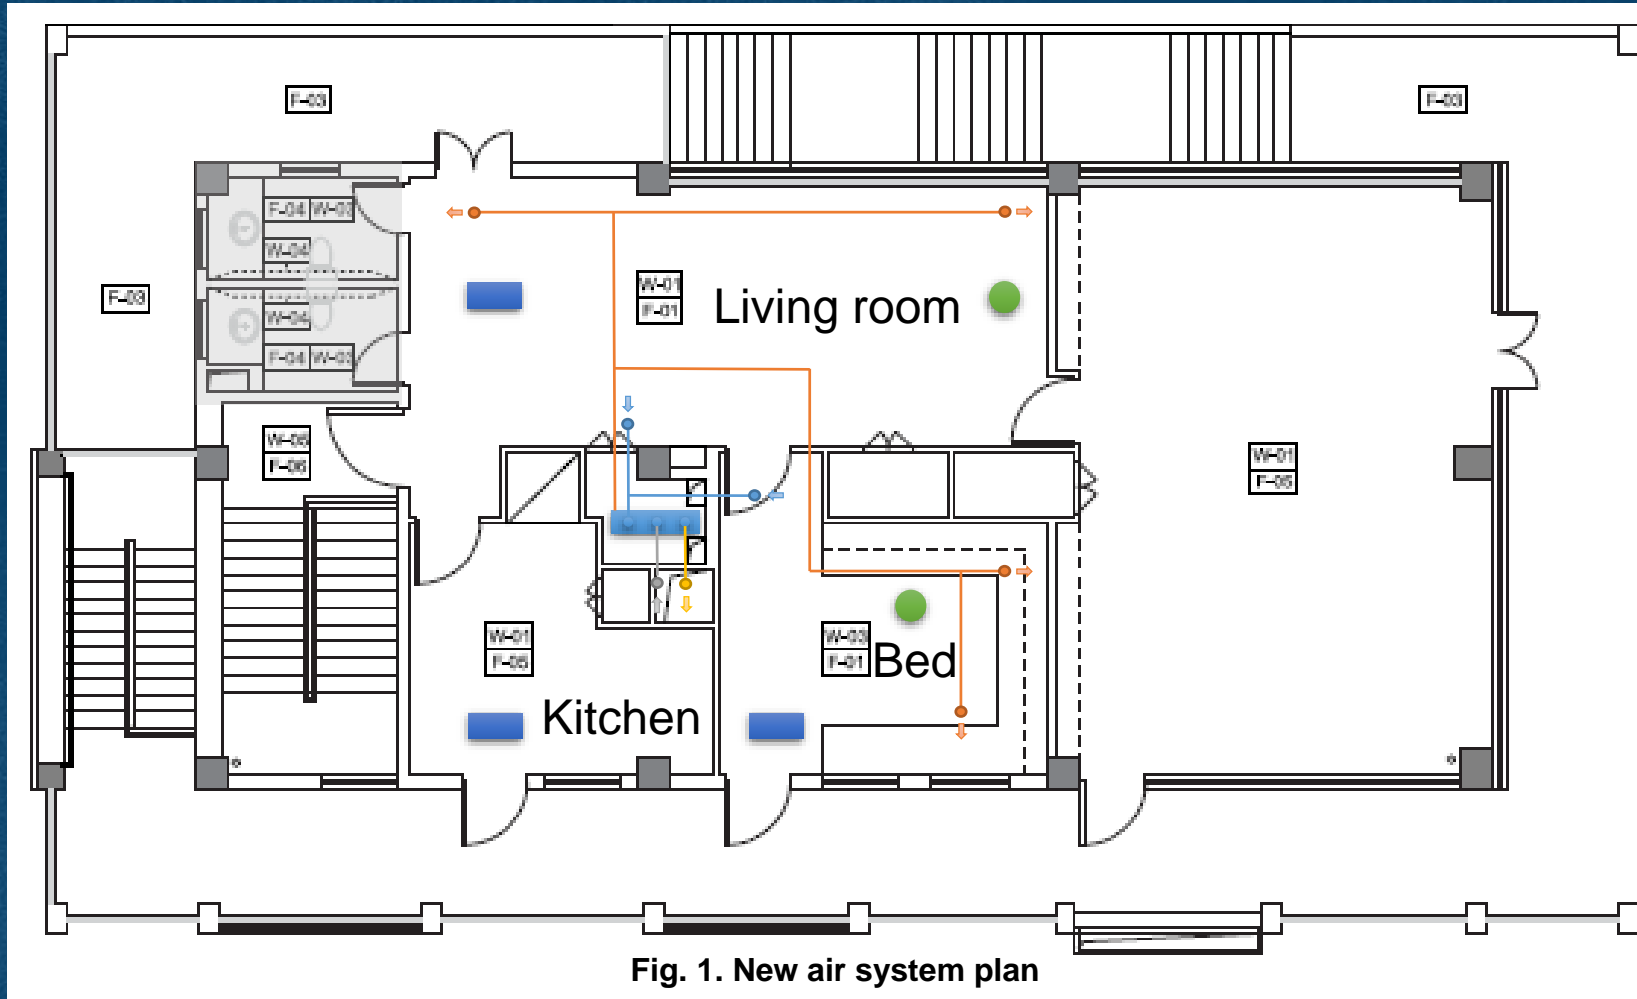 F-03
F-03
F-04 W-03
W-04
F-03
W-01
F-01
Living room
W-04
F-04 W-03
W-05
F-06
W-01
F-05
W-01
F-05
W-03
F-01
Bed
Kitchen
Fig. 1. New air system plan